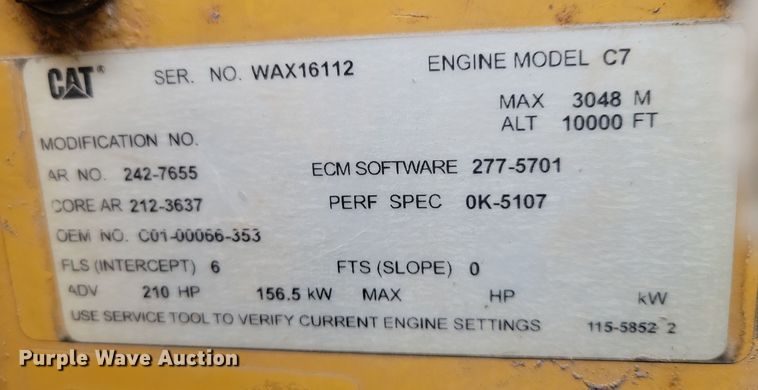 CAT® SER. NO. WAX16112 ENGINE MODEL C7
MAX 3048 M
ALT 10000 FT
MODIFICATION NO.
AR NO. 242-7655 ECM SOFTWARE 277-5701
CORE AR 212-3637 PERF SPEC 0K-5107
OEM NO. C01-00066-353
FLS (INTERCEPT) 6 FTS (SLOPE) 0
ADV 210 HP 156.5 kW MAX HP kW
USE SERVICE TOOL TO VERIFY CURRENT ENGINE SETTINGS 115-5852 2
Purple Wave Auction